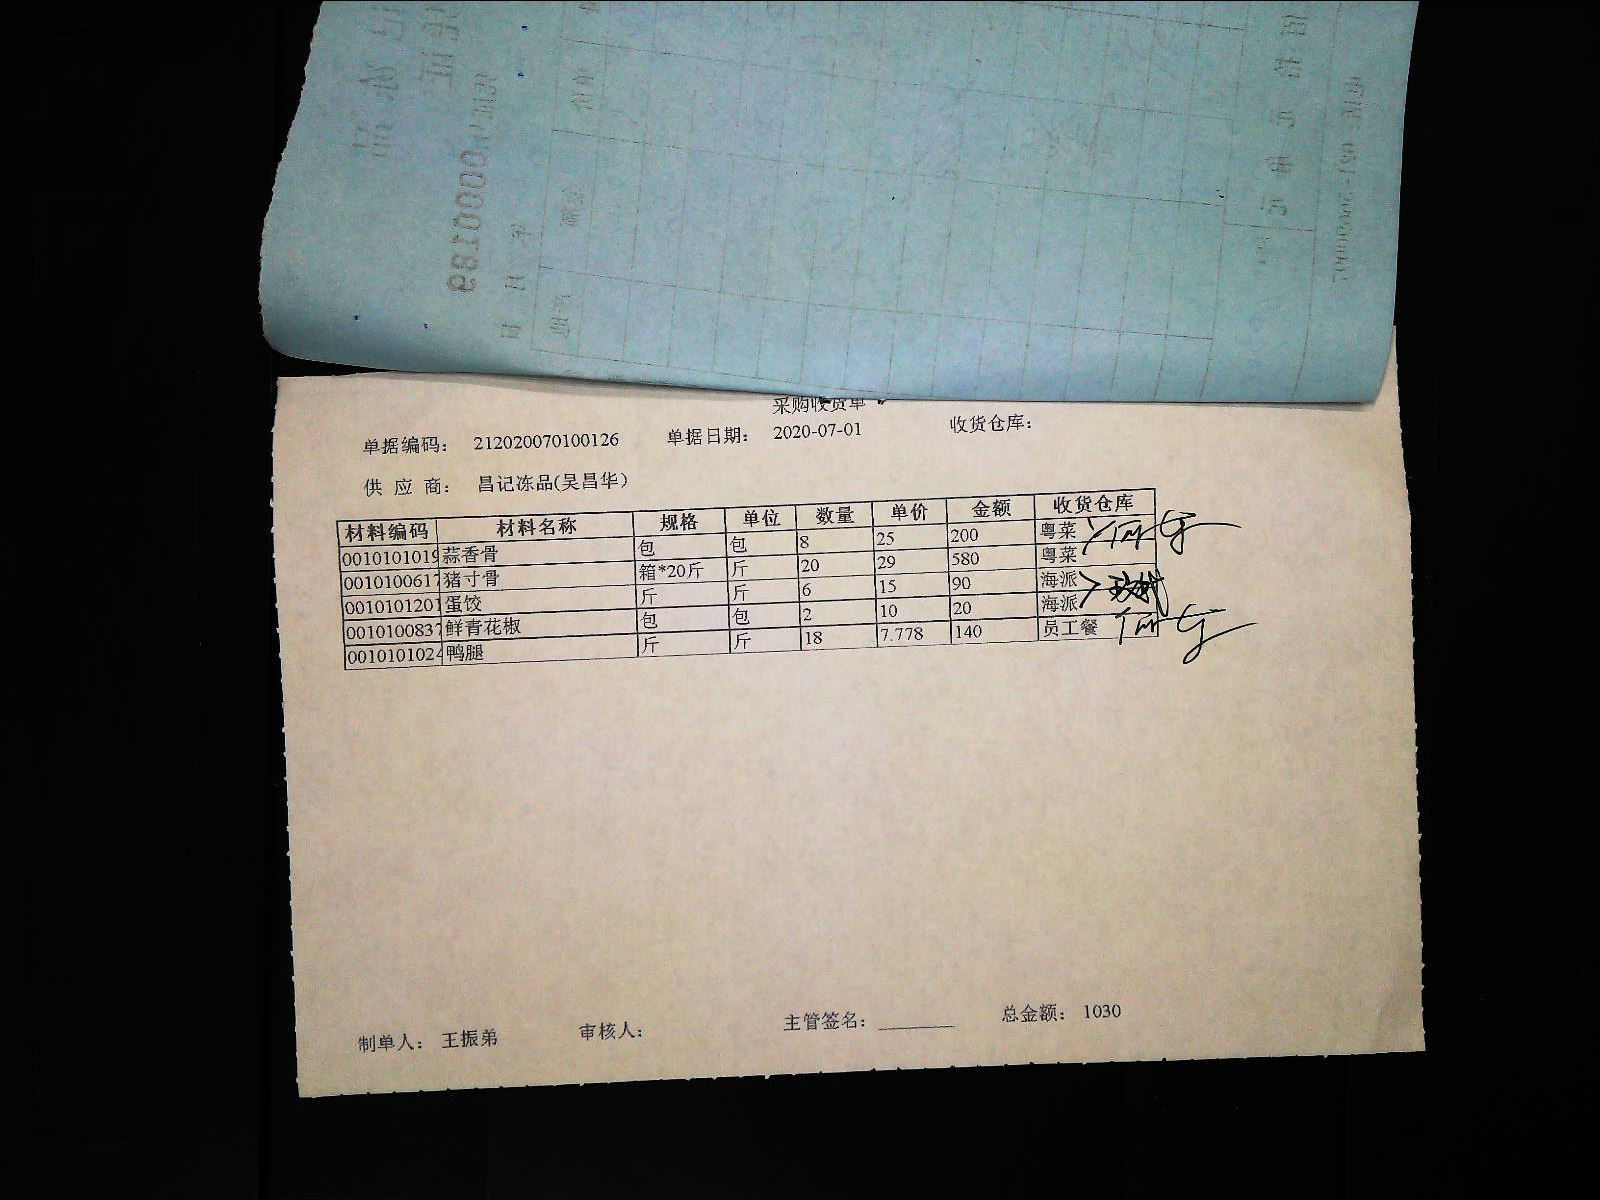 0000189
采购收货单
单据编码： 212020070100126 单据日期： 2020-07-01 收货仓库：
供 应 商： 昌记冻品(吴昌华)
材料编码 材料名称 规格 单位 数量 单价 金额 收货仓库
0010101019 蒜香骨 包 包 8 25 200 粤菜
0010100617 猪寸骨 箱*20斤 斤 20 29 580 粤菜
0010101201 蛋饺 斤 斤 6 15 90 海派
0010100837 鲜青花椒 包 包 2 10 20 海派
0010101024 鸭腿 斤 斤 18 7.778 140 员工餐
制单人： 王振弟 审核人： 主管签名： 总金额： 1030